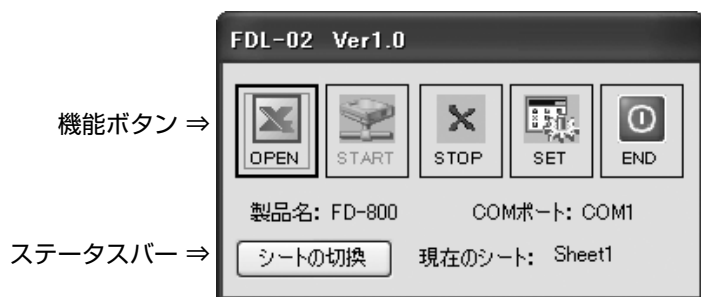 FDL-02 Ver1.0
機能ボタン ⇒
OPEN START STOP SET END
製品名: FD-800 COMポート: COM1
ステータスバー ⇒ シートの切換 現在のシート: Sheet1